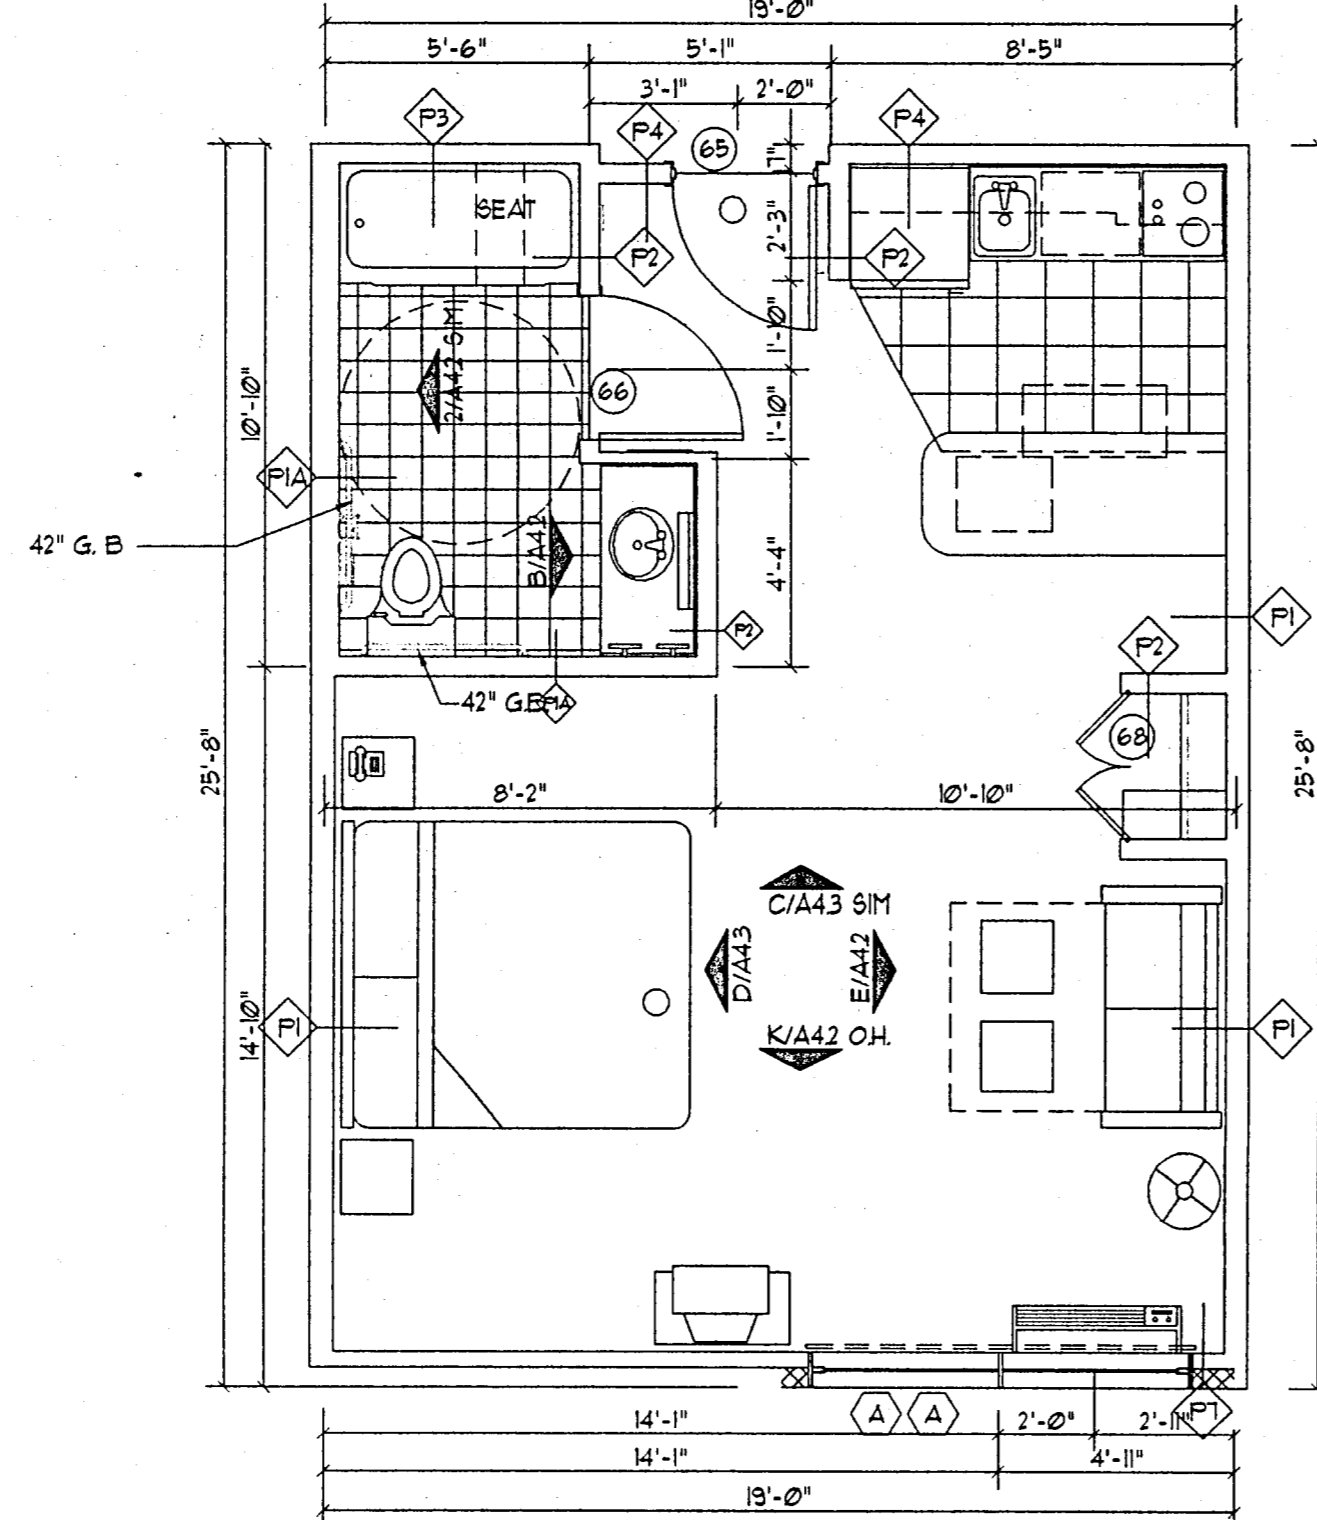 19'-0"
5'-6" 5'-1" 8'-5"
3'-1" 2'-0"
P3 P4 65 P4
7"
SEAT
2'-3"
P2 P2
1'-10"
2/A4.2 SIM
66
10'-10"
1'-10"
P1A
42" G. B
B/A4.2
4'-4"
P2
P1
P2
42" G.B.
P1A
68
25'-8"
25'-8"
8'-2" 10'-10"
C/A4.3 SIM
D/A4.3
E/A4.2
K/A4.2 O.H.
14'-10"
P1
P1
A A
P7
14'-1" 2'-0" 2'-11"
14'-1" 4'-11"
19'-0"